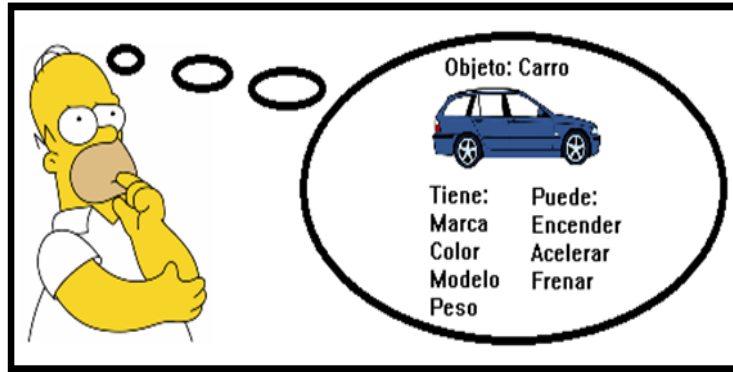 Objeto: Carro
Tiene:
Marca
Color
Modelo
Peso
Puede:
Encender
Acelerar
Frenar